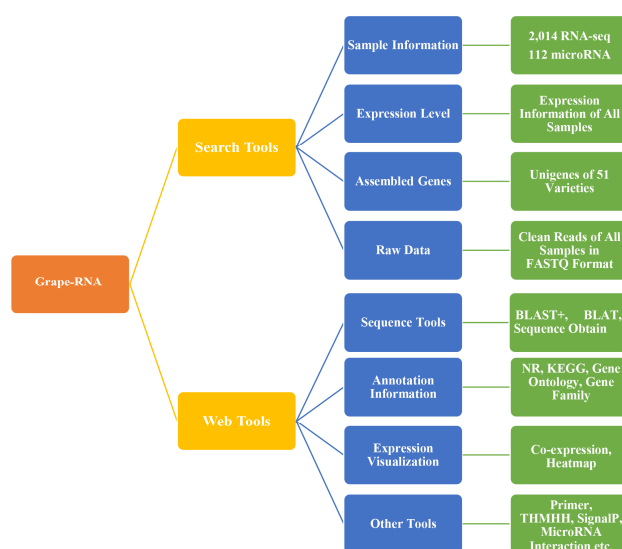 Grape-RNA
Search Tools
Sample Information
2,014 RNA-seq
112 microRNA
Expression Level
Expression
Information of All
Samples
Assembled Genes
Unigenes of 51
Varieties
Raw Data
Clean Reads of All
Samples in
FASTQ Format
Web Tools
Sequence Tools
BLAST+, BLAT,
Sequence Obtain
Annotation
Information
NR, KEGG, Gene
Ontology, Gene
Family
Expression
Visualization
Co-expression,
Heatmap
Other Tools
Primer,
THMHH, SignalP,
MicroRNA
Interaction etc